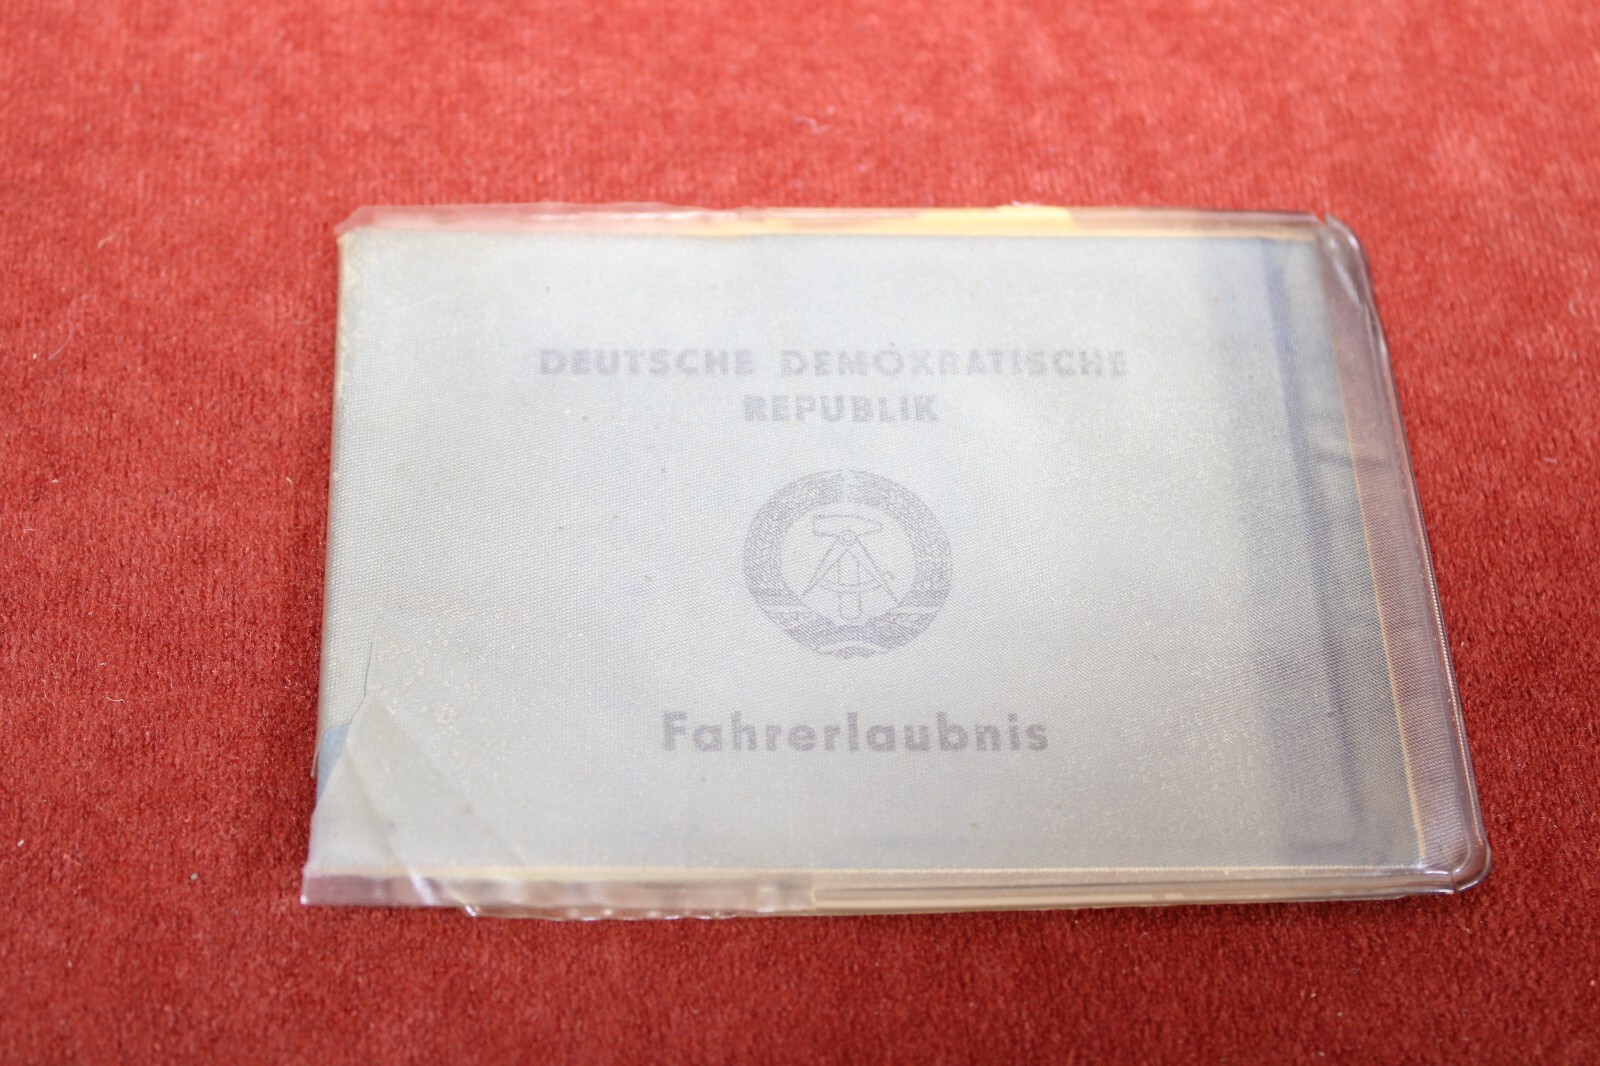 DEUTSCHE DEMOKRATISCHE
REPUBLIK
Fahrerlaubnis